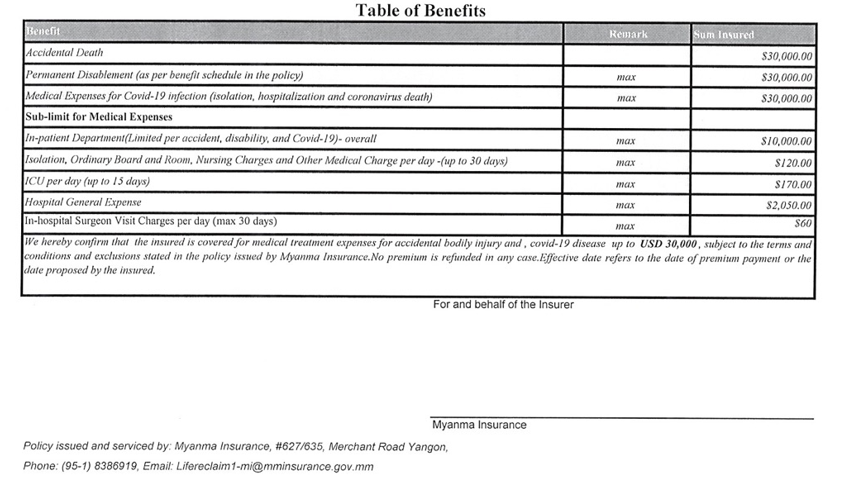 Table of Benefits
Benefit Remark Sum Insured
Accidental Death $30,000.00
Permanent Disablement (as per benefit schedule in the policy) max $30,000.00
Medical Expenses for Covid-19 infection (isolation, hospitalization and coronavirus death) max $30,000.00
Sub-limit for Medical Expenses
In-patient Department(Limited per accident, disability, and Covid-19)- overall max $10,000.00
Isolation, Ordinary Board and Room, Nursing Charges and Other Medical Charge per day -(up to 30 days) max $120.00
ICU per day (up to 15 days) max $170.00
Hospital General Expense max $2,050.00
In-hospital Surgeon Visit Charges per day (max 30 days) max $60
We hereby confirm that the insured is covered for medical treatment expenses for accidental bodily injury and , covid-19 disease up to USD 30,000 , subject to the terms and
conditions and exclusions stated in the policy issued by Myanma Insurance.No premium is refunded in any case.Effective date refers to the date of premium payment or the
date proposed by the insured.
For and behalf of the Insurer
Myanma Insurance
Policy issued and serviced by: Myanma Insurance, #627/635, Merchant Road Yangon,
Phone: (95-1) 8386919, Email: Lifereclaim1-mi@mminsurance.gov.mm